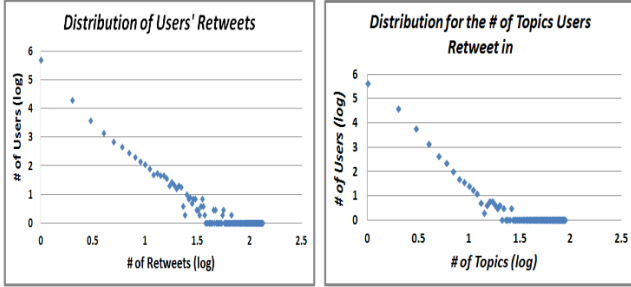 Distribution of Users' Retweets
# of Users (log)
6
5
4
3
2
1
0
0 0.5 1 1.5 2 2.5
# of Retweets (log)
Distribution for the # of Topics Users
Retweet in
# of Users (log)
6
5
4
3
2
1
0
0 0.5 1 1.5 2 2.5
# of Topics (log)